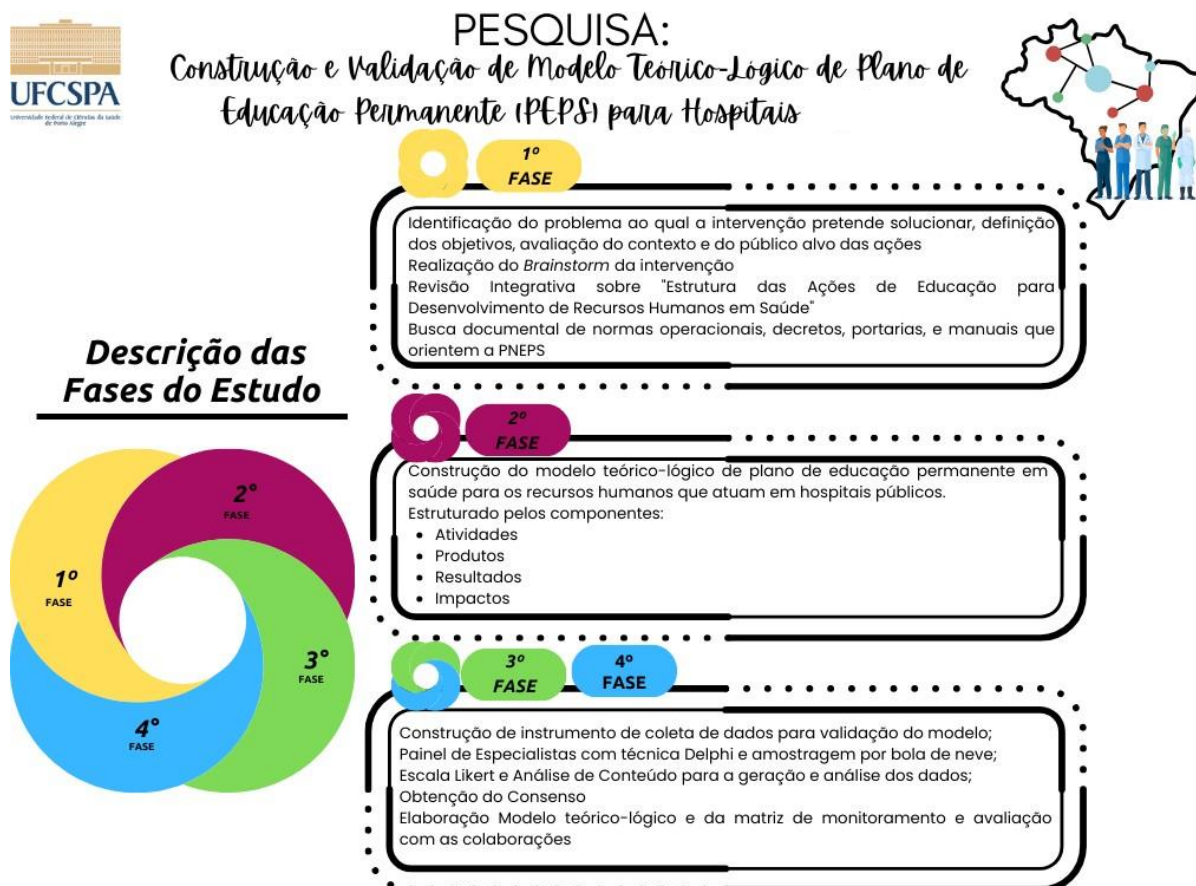 PESQUISA:
Construção e Validação de Modelo Teórico-Lógico de Plano de
Educação Permanente (PEPS) para Hospitais
UFCSPA
Universidade Federal de Ciências da Saúde
de Porto Alegre
1º
FASE
Identificação do problema ao qual a intervenção pretende solucionar, definição
dos objetivos, avaliação do contexto e do público alvo das ações
Realização do Brainstorm da intervenção
Revisão Integrativa sobre "Estrutura das Ações de Educação para
Desenvolvimento de Recursos Humanos em Saúde"
Busca documental de normas operacionais, decretos, portarias, e manuais que
orientem a PNEPS
Descrição das
Fases do Estudo
1º
FASE
2°
FASE
3°
FASE
4°
FASE
2º
FASE
Construção do modelo teórico-lógico de plano de educação permanente em
saúde para os recursos humanos que atuam em hospitais públicos.
Estruturado pelos componentes:
• Atividades
• Produtos
• Resultados
• Impactos
3º
FASE
4º
FASE
Construção de instrumento de coleta de dados para validação do modelo;
Painel de Especialistas com técnica Delphi e amostragem por bola de neve;
Escala Likert e Análise de Conteúdo para a geração e análise dos dados;
Obtenção do Consenso
Elaboração Modelo teórico-lógico e da matriz de monitoramento e avaliação
com as colaborações